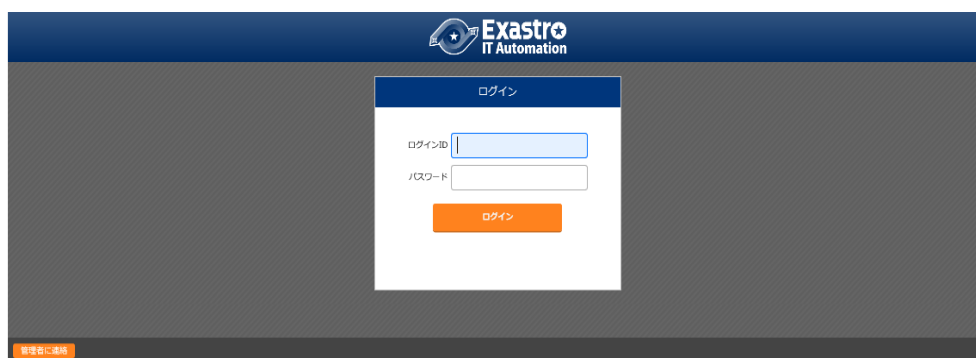 Exastro
IT Automation
ログイン
ログインID
パスワード
ログイン
管理者に連絡